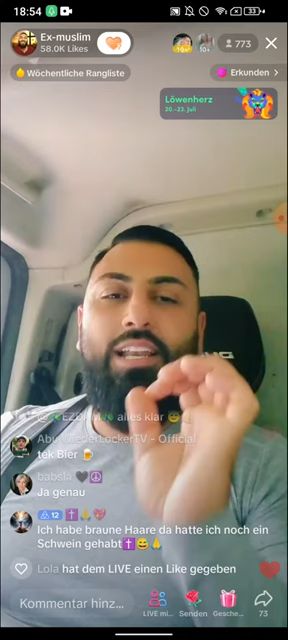 18:54
33
Ex-muslim
58.0K Likes
773
Wöchentliche Rangliste
Erkunden >
Löwenherz
20.-23. Juli
alles klar
LockerTV - Official
tek Bier 🍺
babsla 🖤☮
Ja genau
12 ✝️🙏
Ich habe braune Haare da hatte ich noch ein
Schwein gehabt✝️😅🙏
Lola hat dem LIVE einen Like gegeben
Kommentar hinz...
LIVE mi... Senden Gesche... 73